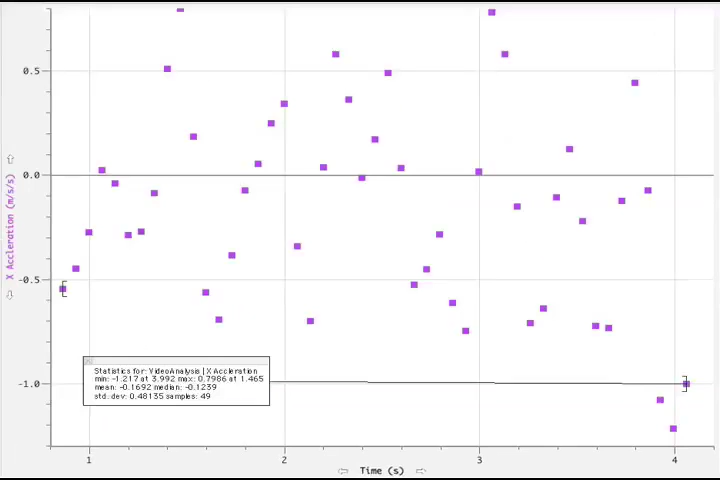 0.5
0.0
-0.5
-1.0
X Accleration (m/s/s)
Statistics for: VideoAnalysis | X Accleration
min: -1.217 at 3.992 max: 0.7986 at 1.465
mean: -0.1692 median: -0.1239
std. dev: 0.48135 samples: 49
1 2 3 4
Time (s)